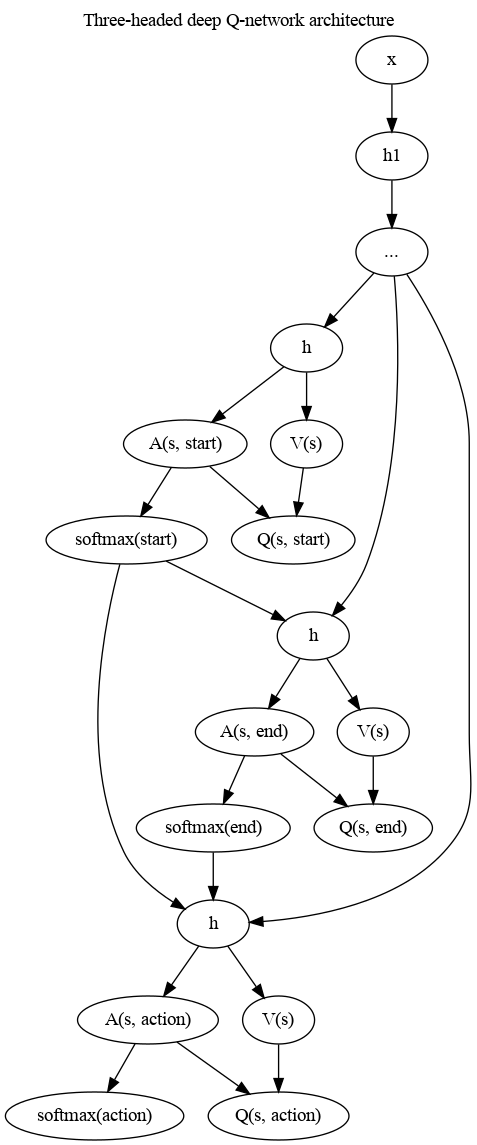 Three-headed deep Q-network architecture
x
h1
...
h
A(s, start)
V(s)
softmax(start)
Q(s, start)
h
A(s, end)
V(s)
softmax(end)
Q(s, end)
h
A(s, action)
V(s)
softmax(action)
Q(s, action)